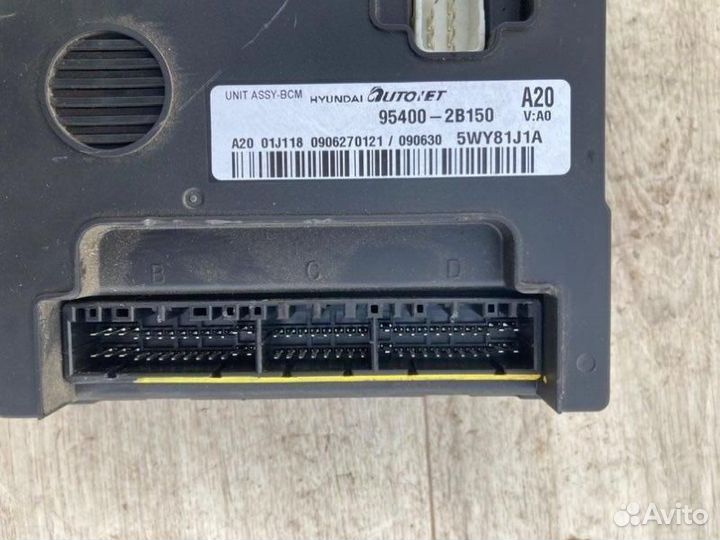 UNIT ASSY-BCM HYUNDAI AUTONET A20
95400-2B150 V:A0
A20 01J118 0906270121 / 090630 5WY81J1A
B C D
Avito